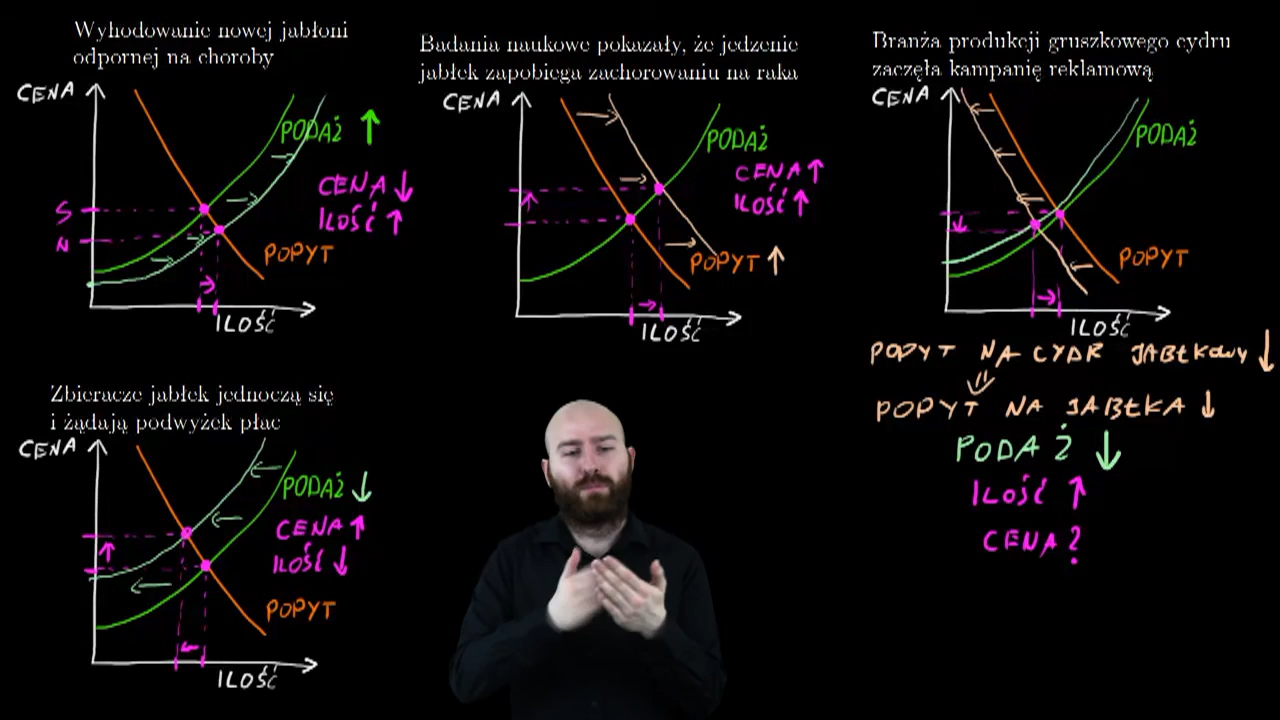 Wyhodowanie nowej jabłoni
odpornej na choroby
CENA
PODAŻ ↑
CENA ↓
ILOŚĆ ↑
S
N
POPYT
ILOŚĆ
Badania naukowe pokazały, że jedzenie
jabłek zapobiega zachorowaniu na raka
CENA
PODAŻ
CENA ↑
ILOŚĆ ↑
POPYT ↑
ILOŚĆ
Branża produkcji gruszkowego cydru
zaczęła kampanię reklamową
CENA
PODAŻ
POPYT
ILOŚĆ
POPYT NA CYDR JABŁKOWY ↓
POPYT NA JABŁKA ↓
PODAŻ ↓
ILOŚĆ ↑
CENA ?
Zbieracze jabłek jednoczą się
i żądają podwyżek płac
CENA
PODAŻ ↓
CENA ↑
ILOŚĆ ↓
POPYT
ILOŚĆ